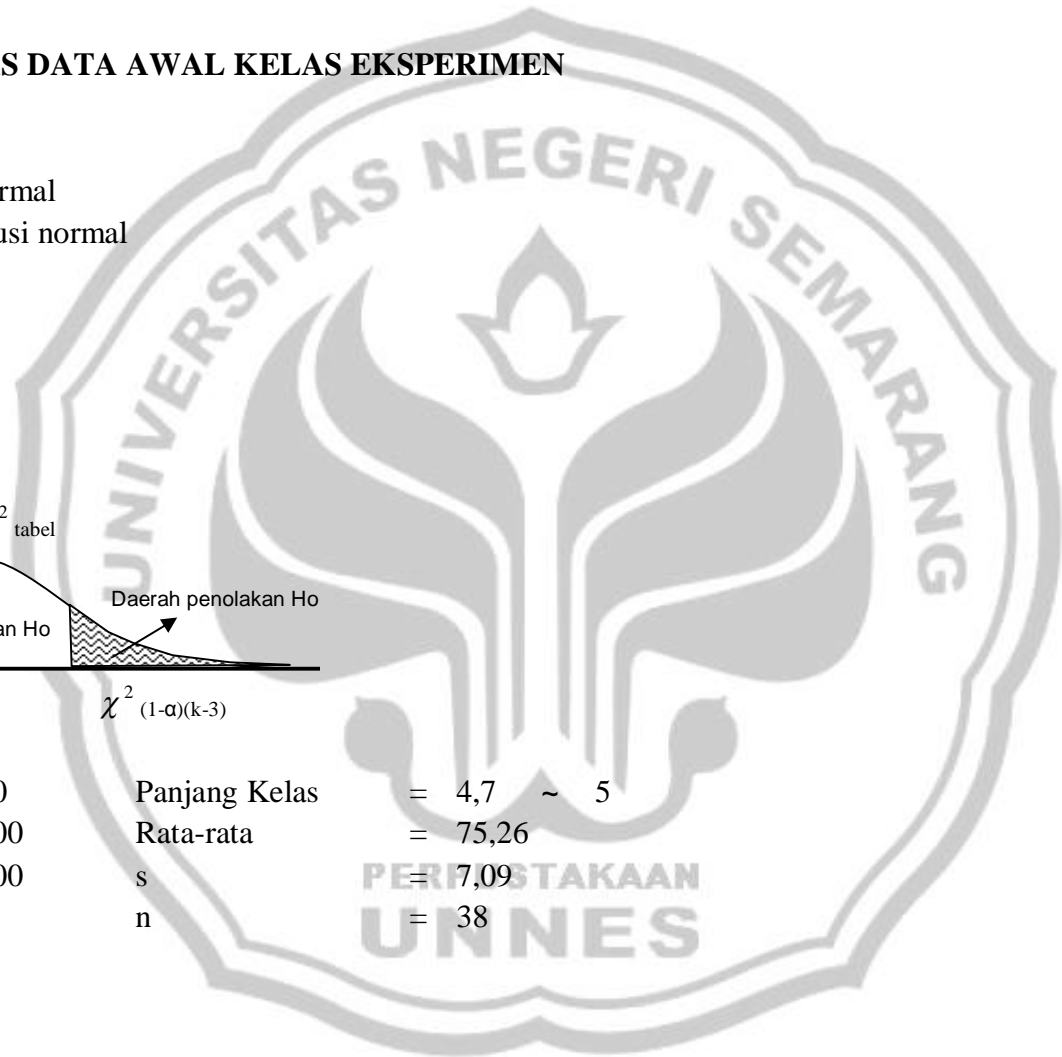 S DATA AWAL KELAS EKSPERIMEN
UNIVERSITAS NEGERI SEMARANG
rmal
usi normal
2 tabel
Daerah penolakan Ho
an Ho
χ² (1-α)(k-3)
0 Panjang Kelas = 4,7 ~ 5
00 Rata-rata = 75,26
00 s = 7,09
n = 38
PERPUSTAKAAN
UNNES